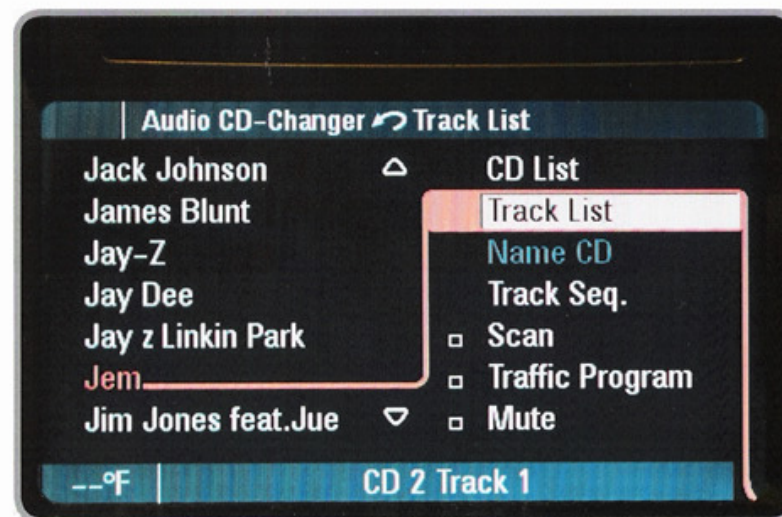 Audio CD-Changer Track List
Jack Johnson
James Blunt
Jay-Z
Jay Dee
Jay z Linkin Park
Jem
Jim Jones feat.Jue
CD List
Track List
Name CD
Track Seq.
Scan
Traffic Program
Mute
--°F
CD 2 Track 1